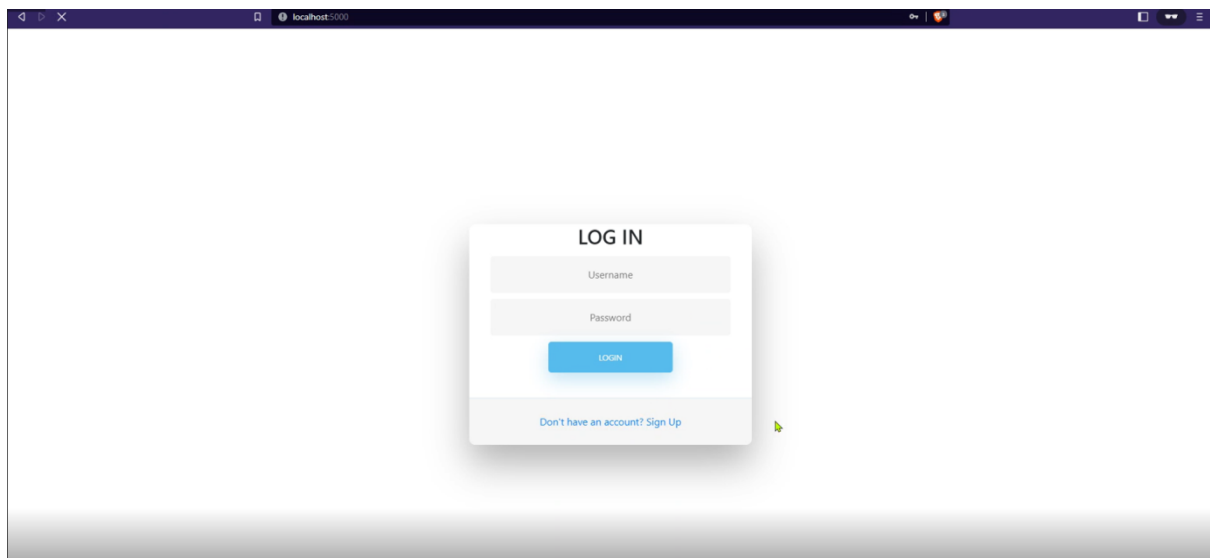 localhost:5000
LOG IN
Username
Password
LOGIN
Don't have an account? Sign Up